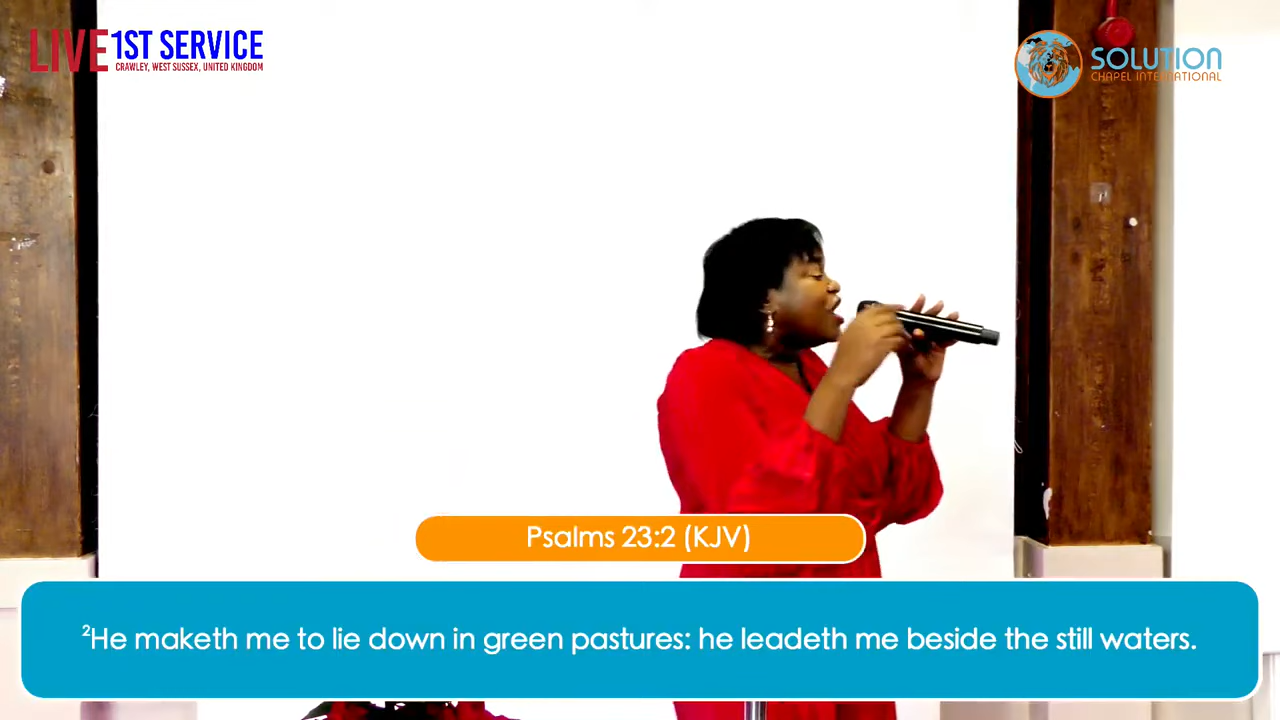 LIVE 1ST SERVICE
CRAWLEY, WEST SUSSEX, UNITED KINGDOM
SOLUTION
CHAPEL INTERNATIONAL
Psalms 23:2 (KJV)
²He maketh me to lie down in green pastures: he leadeth me beside the still waters.